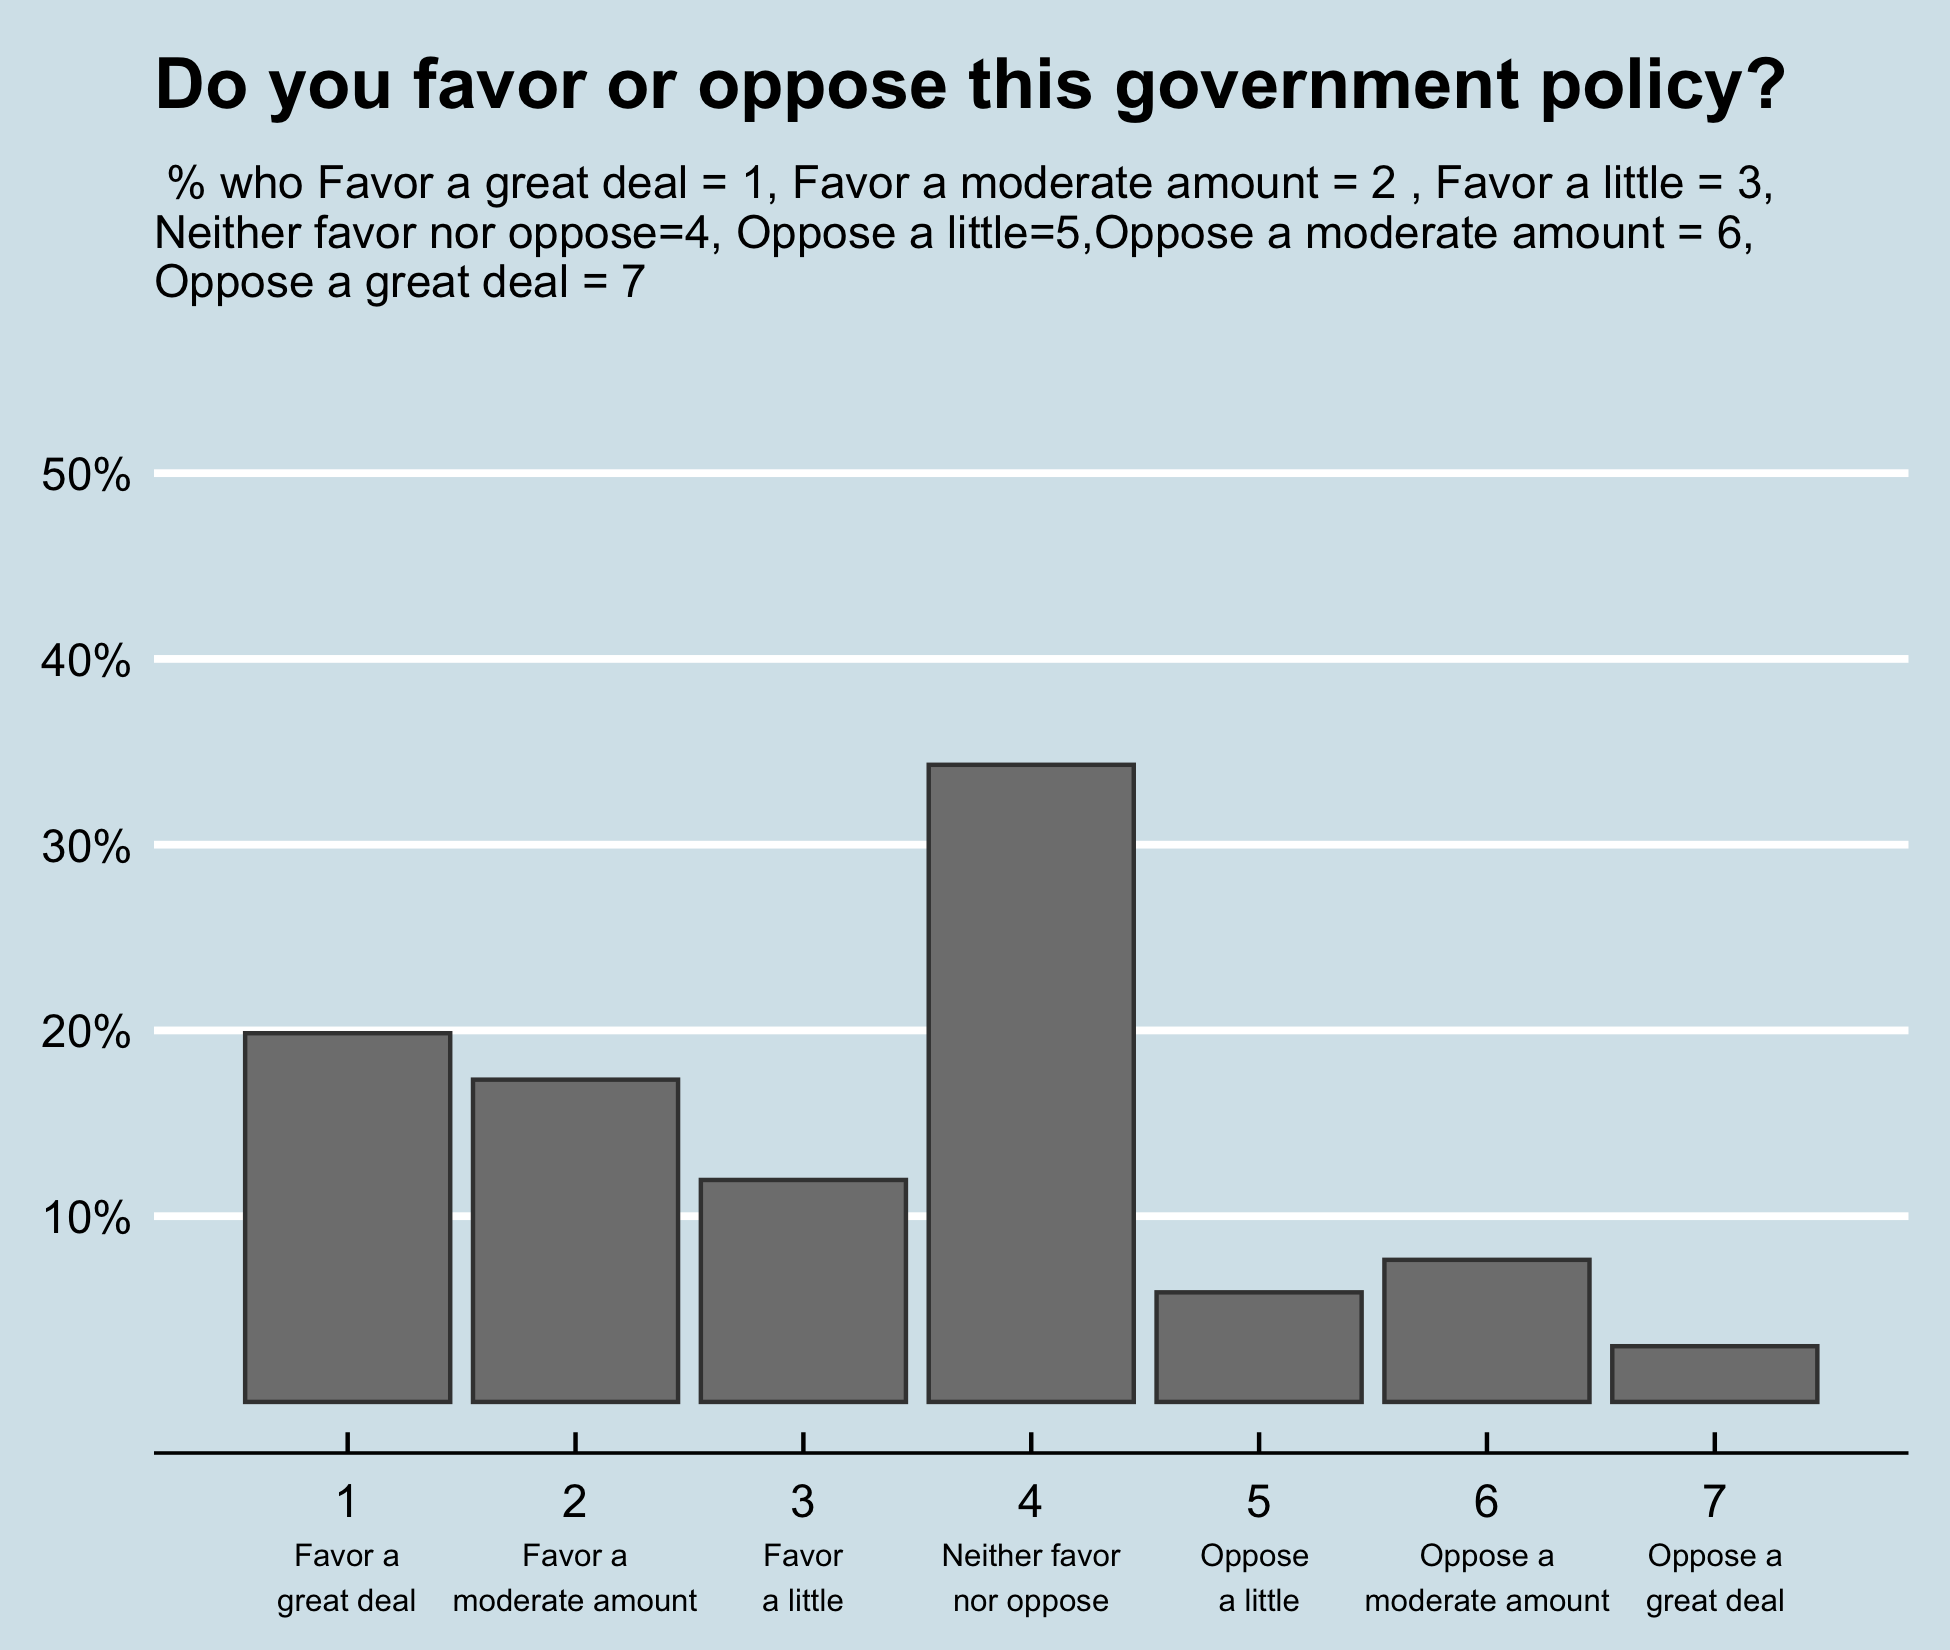 Do you favor or oppose this government policy?
% who Favor a great deal = 1, Favor a moderate amount = 2 , Favor a little = 3,
Neither favor nor oppose=4, Oppose a little=5,Oppose a moderate amount = 6,
Oppose a great deal = 7
50%
40%
30%
20%
10%
1 2 3 4 5 6 7
Favor a Favor a Favor Neither favor Oppose Oppose a Oppose a
great deal moderate amount a little nor oppose a little moderate amount great deal